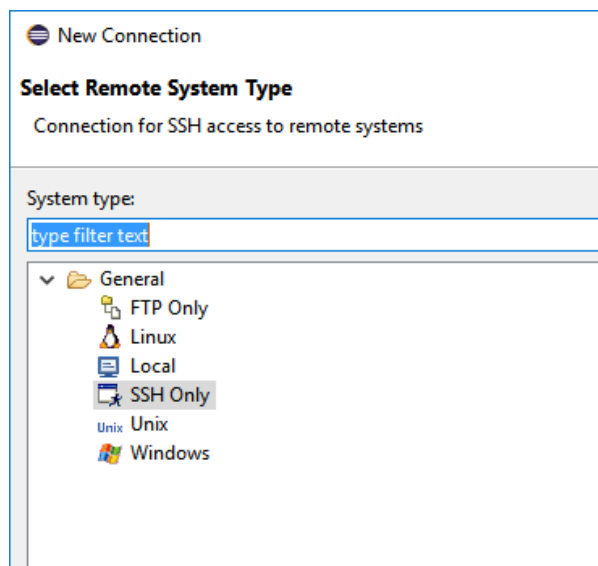 New Connection
Select Remote System Type
Connection for SSH access to remote systems
System type:
type filter text
General
FTP Only
Linux
Local
SSH Only
Unix Unix
Windows